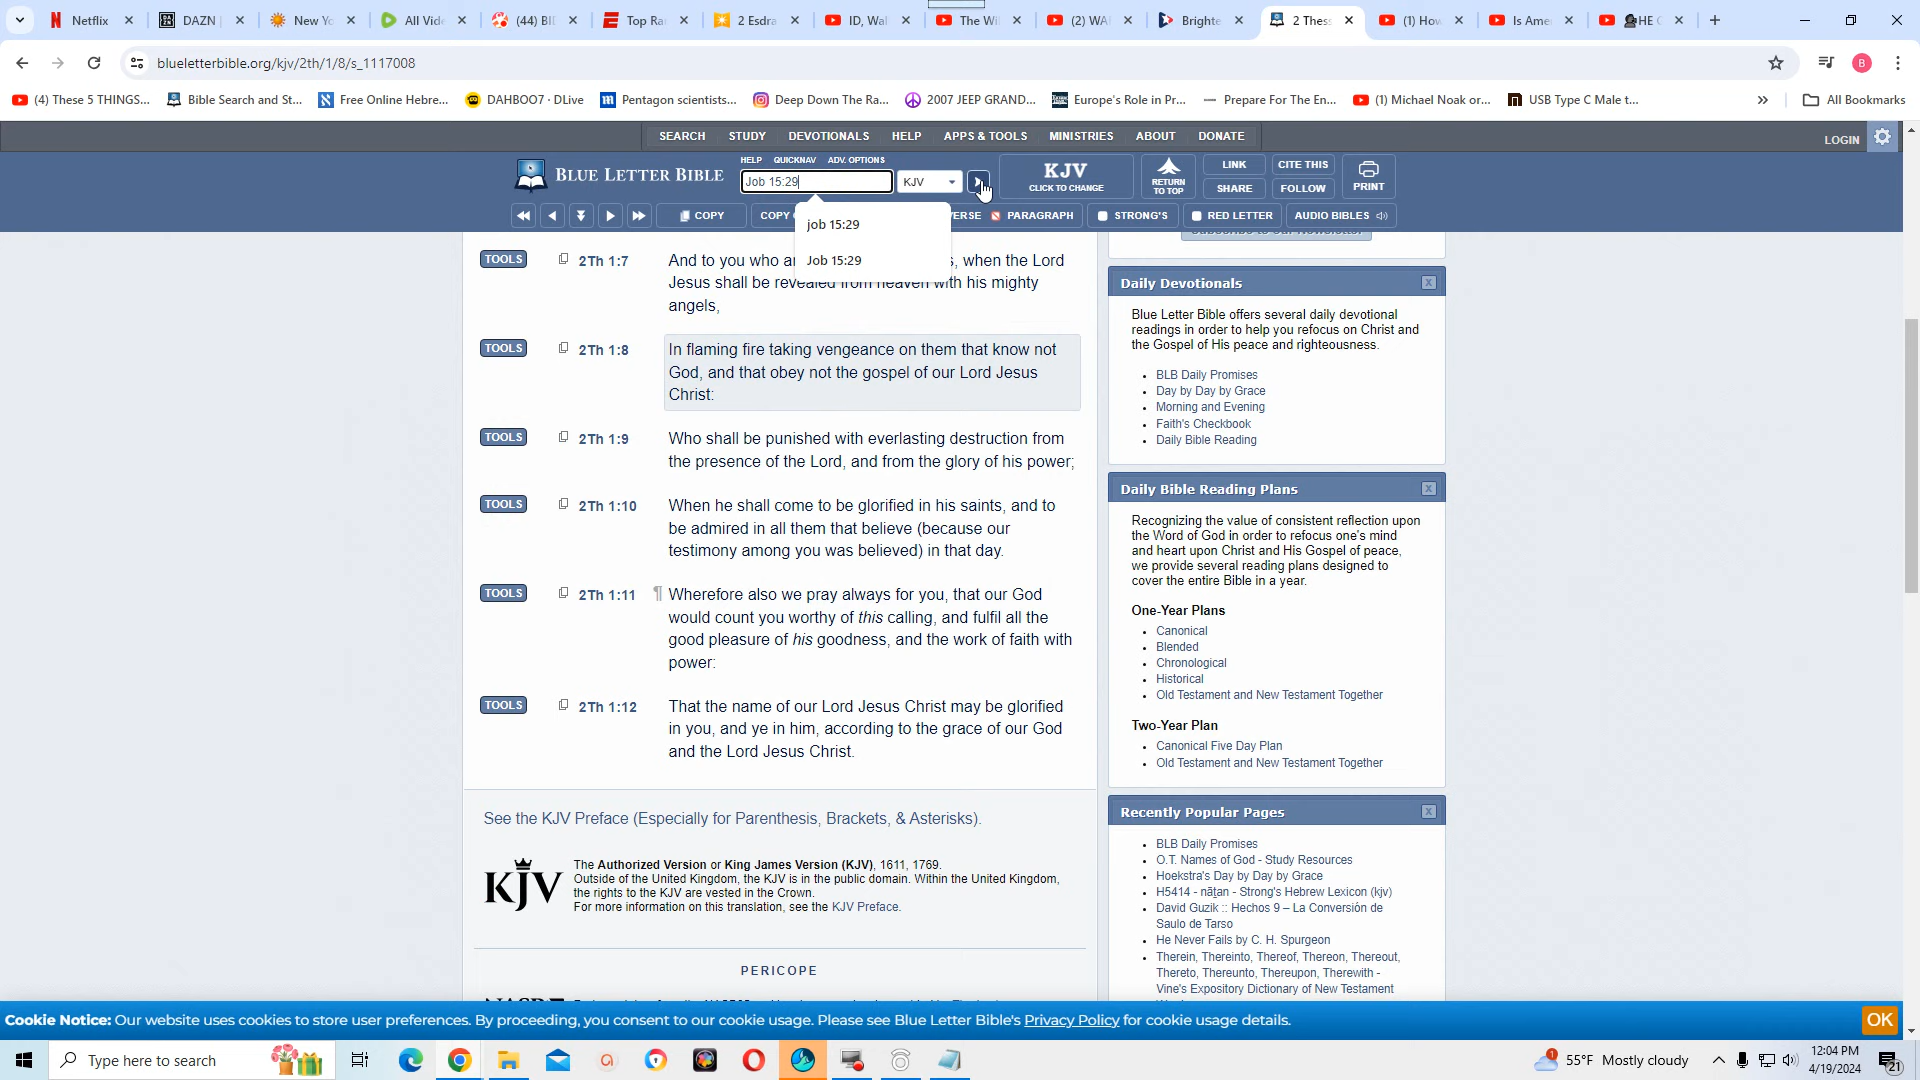 Netflix
DAZN |
New Yo
All Vide
(44) BI
Top Ra
2 Esdra
ID, Wal
The Wi
(2) WA
Brighte
2 Thess
(1) How
Is Ame
HE
blueletterbible.org/kjv/2th/1/8/s_1117008
B
(4) These 5 THINGS...
Bible Search and St...
Free Online Hebre...
DAHBOO7 · DLive
Pentagon scientists...
Deep Down The Ra...
2007 JEEP GRAND...
Europe's Role in Pr...
Prepare For The En...
(1) Michael Noak or...
USB Type C Male t...
»
All Bookmarks
SEARCH STUDY DEVOTIONALS HELP APPS & TOOLS MINISTRIES ABOUT DONATE
LOGIN
BLUE LETTER BIBLE
HELP QUICKNAV ADV. OPTIONS
Job 15:29
KJV
KJV
CLICK TO CHANGE
RETURN
TO TOP
LINK
CITE THIS
SHARE
FOLLOW
PRINT
COPY
COPY
VERSE
PARAGRAPH
STRONG'S
RED LETTER
AUDIO BIBLES
job 15:29
Job 15:29
TOOLS
2Th 1:7
And to you who ar s, when the Lord
Jesus shall be revealed from heaven with his mighty
angels,
TOOLS
2Th 1:8
In flaming fire taking vengeance on them that know not
God, and that obey not the gospel of our Lord Jesus
Christ:
TOOLS
2Th 1:9
Who shall be punished with everlasting destruction from
the presence of the Lord, and from the glory of his power;
TOOLS
2Th 1:10
When he shall come to be glorified in his saints, and to
be admired in all them that believe (because our
testimony among you was believed) in that day.
TOOLS
2Th 1:11
¶ Wherefore also we pray always for you, that our God
would count you worthy of this calling, and fulfil all the
good pleasure of his goodness, and the work of faith with
power:
TOOLS
2Th 1:12
That the name of our Lord Jesus Christ may be glorified
in you, and ye in him, according to the grace of our God
and the Lord Jesus Christ.
See the KJV Preface (Especially for Parenthesis, Brackets, & Asterisks).
KJV
The Authorized Version or King James Version (KJV), 1611, 1769.
Outside of the United Kingdom, the KJV is in the public domain. Within the United Kingdom,
the rights to the KJV are vested in the Crown.
For more information on this translation, see the KJV Preface.
PERICOPE
Subscribe to our Newsletter
Daily Devotionals
Blue Letter Bible offers several daily devotional
readings in order to help you refocus on Christ and
the Gospel of His peace and righteousness.
BLB Daily Promises
Day by Day by Grace
Morning and Evening
Faith's Checkbook
Daily Bible Reading
Daily Bible Reading Plans
Recognizing the value of consistent reflection upon
the Word of God in order to refocus one's mind
and heart upon Christ and His Gospel of peace,
we provide several reading plans designed to
cover the entire Bible in a year.
One-Year Plans
Canonical
Blended
Chronological
Historical
Old Testament and New Testament Together
Two-Year Plan
Canonical Five Day Plan
Old Testament and New Testament Together
Recently Popular Pages
BLB Daily Promises
O.T. Names of God - Study Resources
Hoekstra's Day by Day by Grace
H5414 - nāṯan - Strong's Hebrew Lexicon (kjv)
David Guzik :: Hechos 9 – La Conversión de
Saulo de Tarso
He Never Fails by C. H. Spurgeon
Therein, Thereinto, Thereof, Thereon, Thereout,
Thereto, Thereunto, Thereupon, Therewith -
Vine's Expository Dictionary of New Testament
Cookie Notice: Our website uses cookies to store user preferences. By proceeding, you consent to our cookie usage. Please see Blue Letter Bible's Privacy Policy for cookie usage details.
OK
Type here to search
55°F Mostly cloudy
12:04 PM
4/19/2024
21